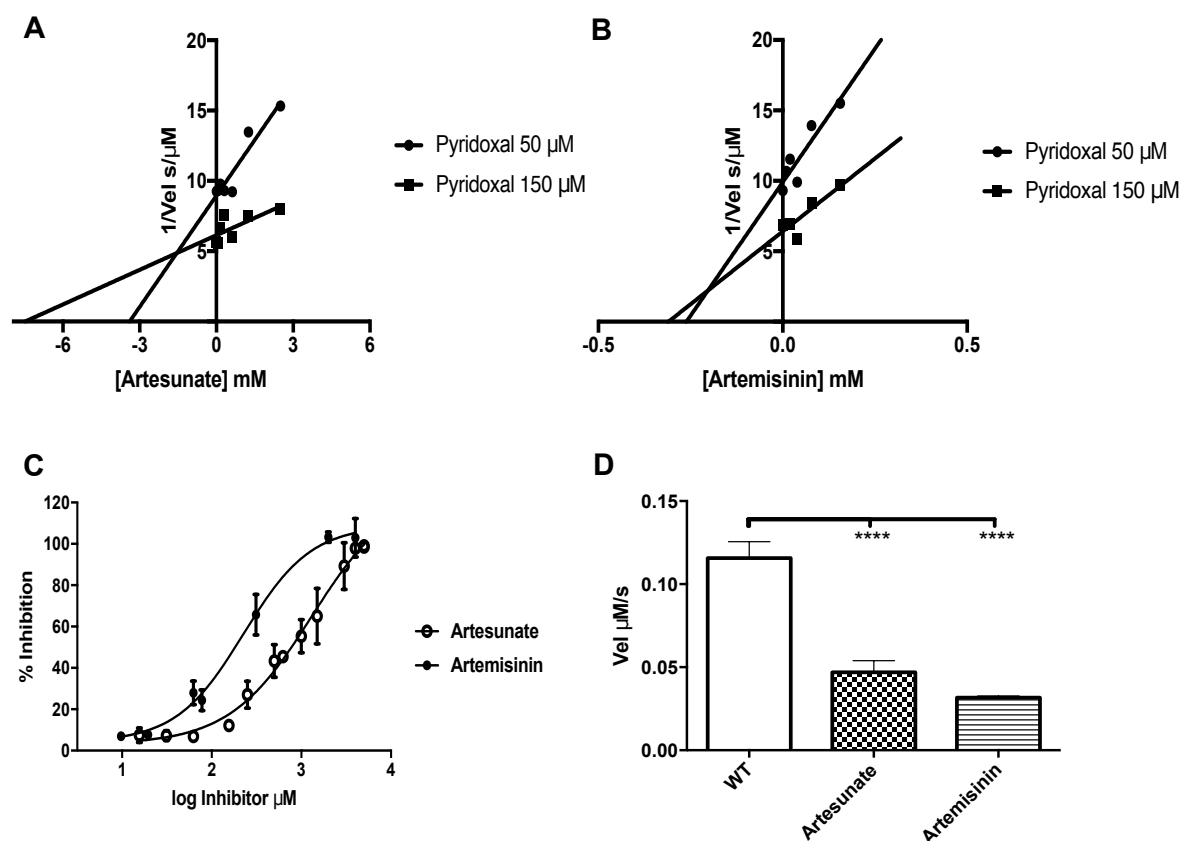 A
20
15
10
5
1/Vel s/µM
-6 -3 0 3 6
[Artesunate] mM
Pyridoxal 50 µM
Pyridoxal 150 µM
B
20
15
10
5
1/Vel s/µM
-0.5 0.0 0.5
[Artemisinin] mM
Pyridoxal 50 µM
Pyridoxal 150 µM
C
120
100
80
60
40
20
0
% Inhibition
1 2 3 4
log Inhibitor µM
Artesunate
Artemisinin
D
0.15
0.10
0.05
0.00
Vel µM/s
**** ****
WT
Artesunate
Artemisinin